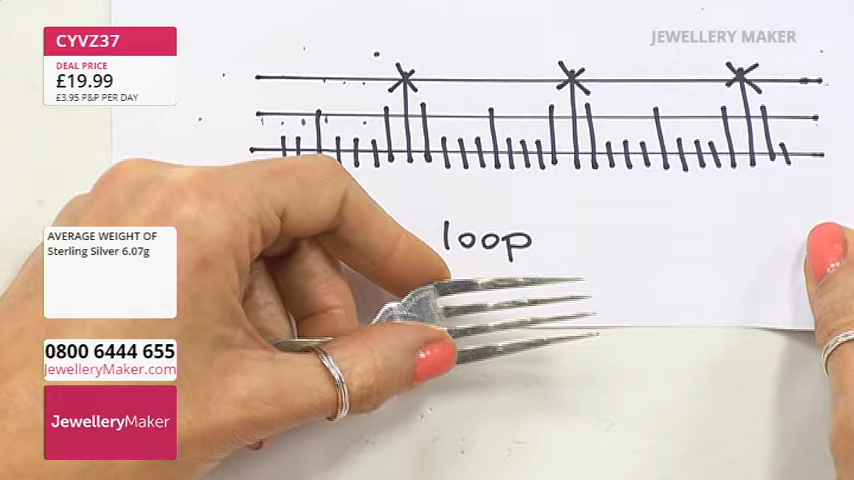 CYVZ37
DEAL PRICE
£19.99
£3.95 P&P PER DAY
JEWELLERY MAKER
AVERAGE WEIGHT OF
Sterling Silver 6.07g
loop
0800 6444 655
JewelleryMaker.com
JewelleryMaker